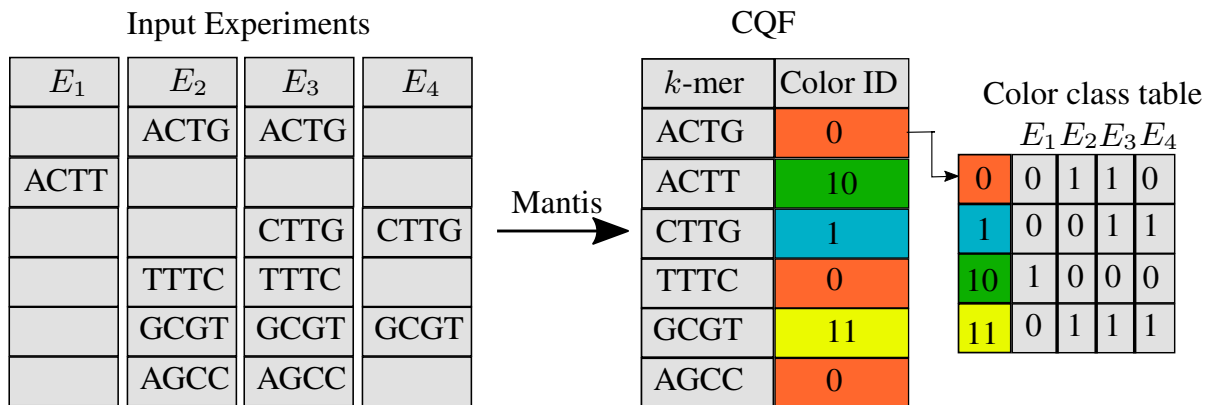 Input Experiments
CQF
E1 E2 E3 E4
k-mer Color ID
Color class table
ACTG ACTG
ACTG 0
E1 E2 E3 E4
ACTT
ACTT 10
0 0 1 1 0
Mantis
CTTG CTTG
CTTG 1
1 0 0 1 1
TTTC TTTC
TTTC 0
10 1 0 0 0
GCGT GCGT GCGT
GCGT 11
11 0 1 1 1
AGCC AGCC
AGCC 0